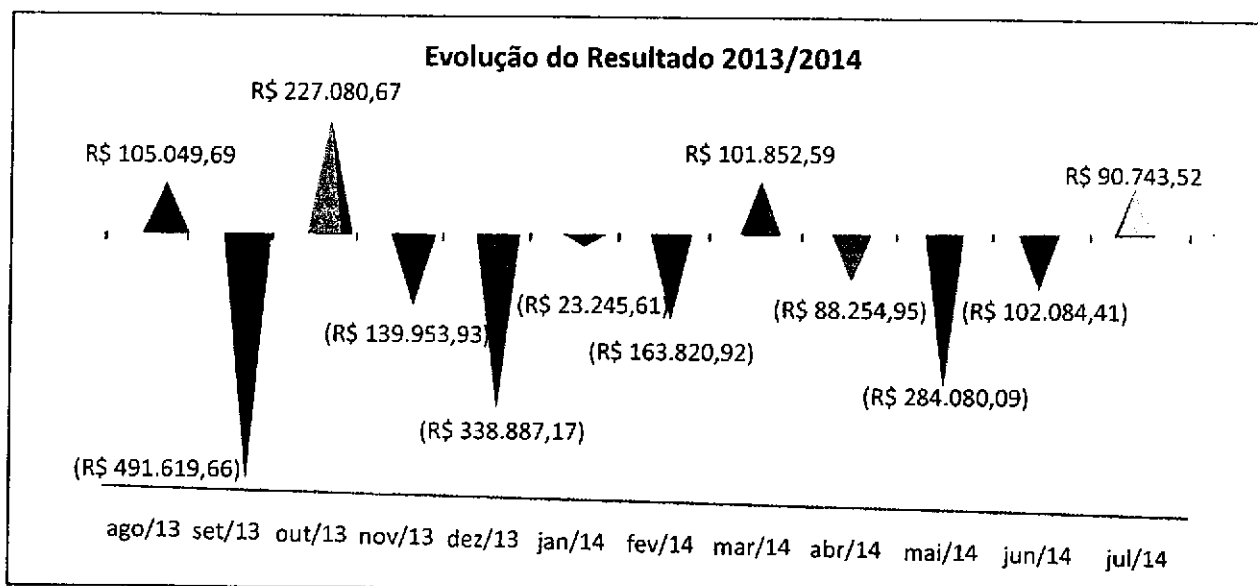 Evolução do Resultado 2013/2014
R$ 227.080,67
R$ 105.049,69
R$ 101.852,59
R$ 90.743,52
(R$ 23.245,61)
(R$ 88.254,95)
(R$ 102.084,41)
(R$ 139.953,93)
(R$ 163.820,92)
(R$ 284.080,09)
(R$ 338.887,17)
(R$ 491.619,66)
ago/13 set/13 out/13 nov/13 dez/13 jan/14 fev/14 mar/14 abr/14 mai/14 jun/14 jul/14